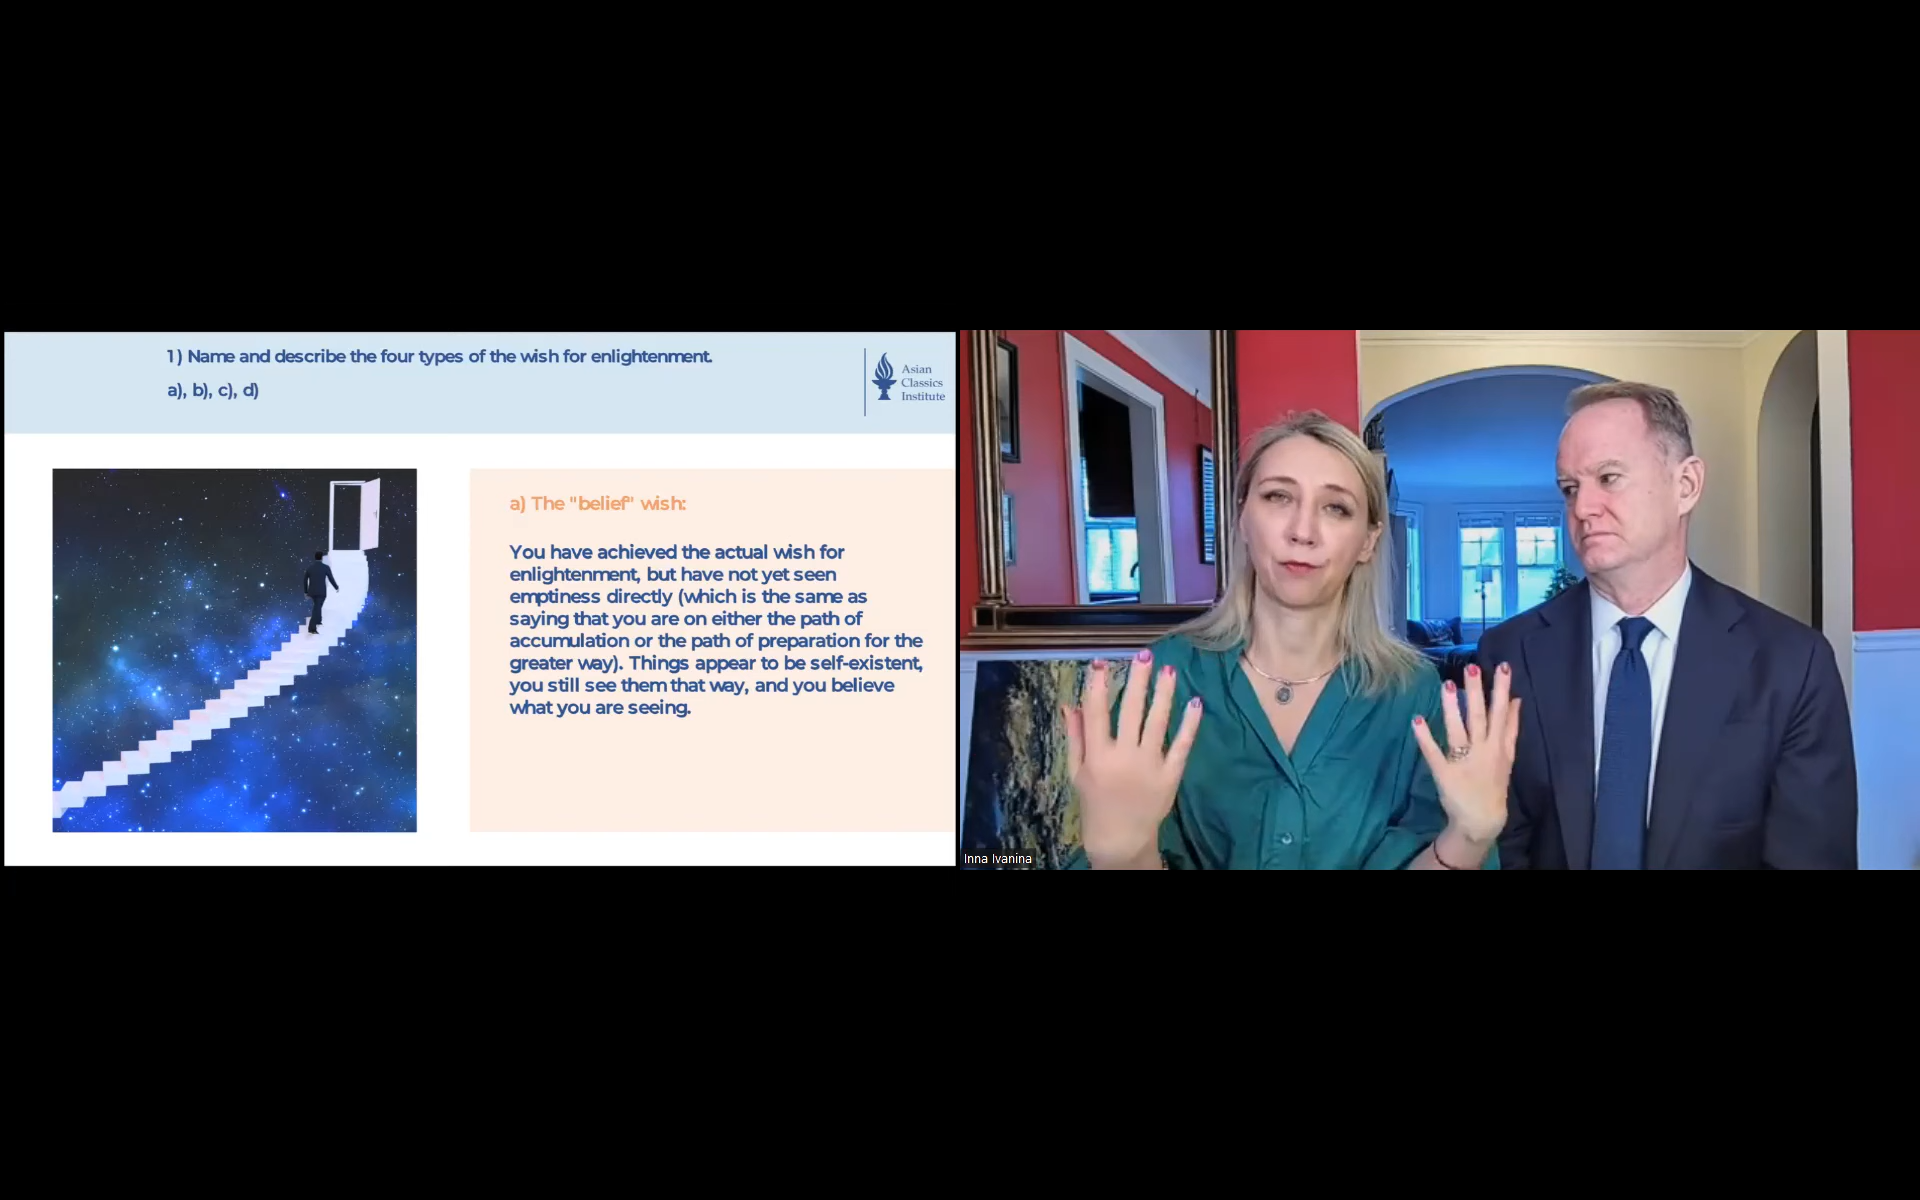 1) Name and describe the four types of the wish for enlightenment.
a), b), c), d)
Asian
Classics
Institute
a) The "belief" wish:
You have achieved the actual wish for
enlightenment, but have not yet seen
emptiness directly (which is the same as
saying that you are on either the path of
accumulation or the path of preparation for the
greater way). Things appear to be self-existent,
you still see them that way, and you believe
what you are seeing.
Inna Ivanina